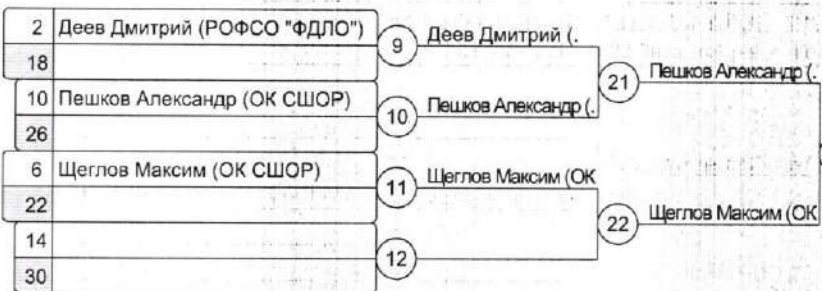 2 Деев Дмитрий (РОФСО "ФДЛО")
9 Деев Дмитрий (.
18
21 Пешков Александр (.
10 Пешков Александр (ОК СШОР)
10 Пешков Александр (.
26
6 Щеглов Максим (ОК СШОР)
11 Щеглов Максим (ОК
22
22 Щеглов Максим (ОК
14
12
30